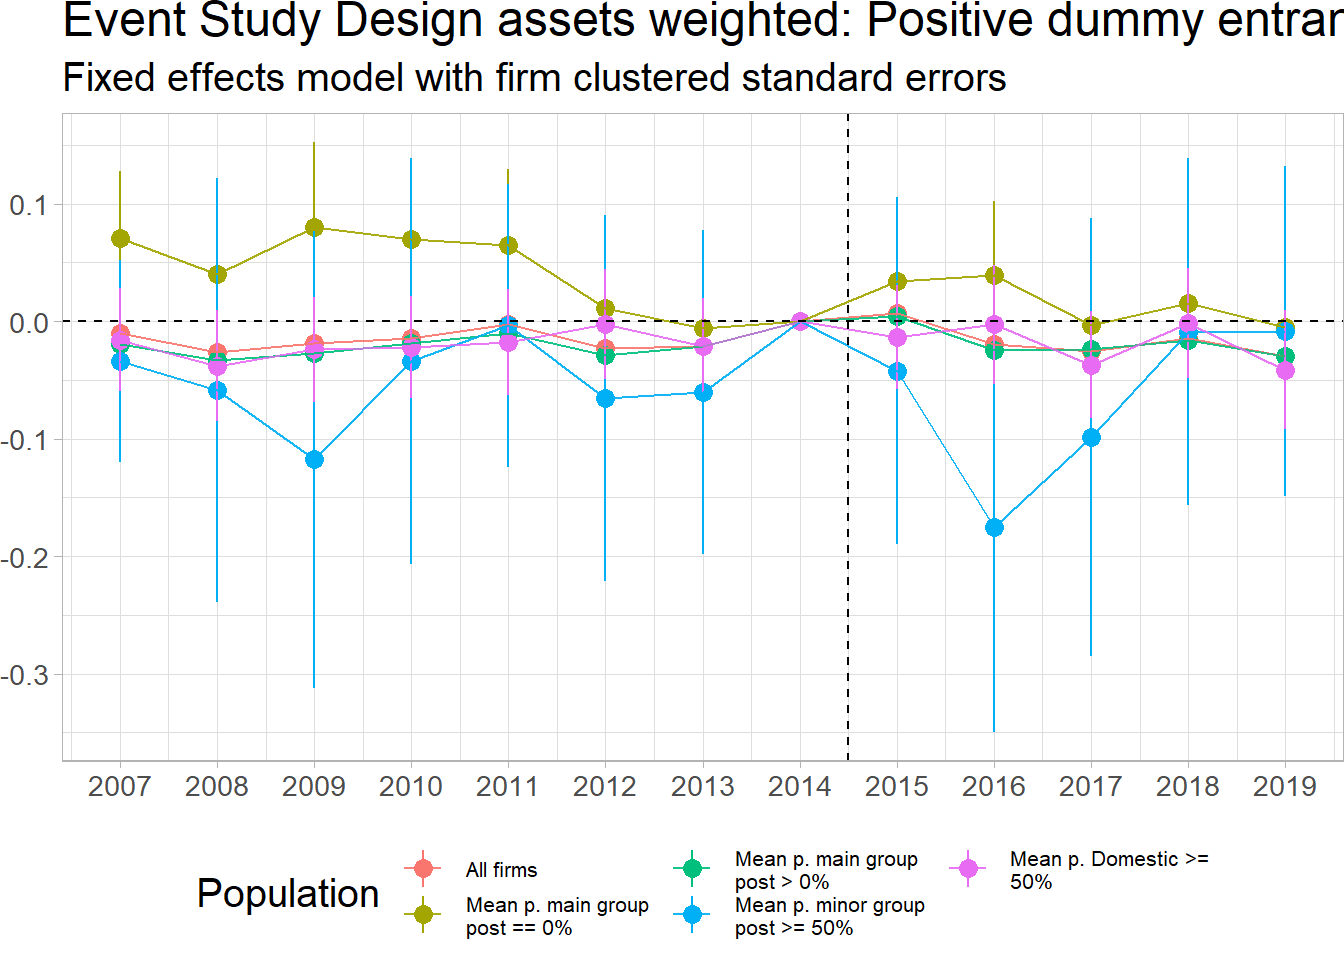 Event Study Design assets weighted: Positive dummy
Fixed effects model with firm clustered standard errors
0.1
0.0
-0.1
-0.2
-0.3
2007 2008 2009 2010 2011 2012 2013 2014 2015 2016 2017 2018 2019
Population
All firms
Mean p. main group
post == 0%
Mean p. main group
post > 0%
Mean p. minor group
post >= 50%
Mean p. Domestic >=
50%